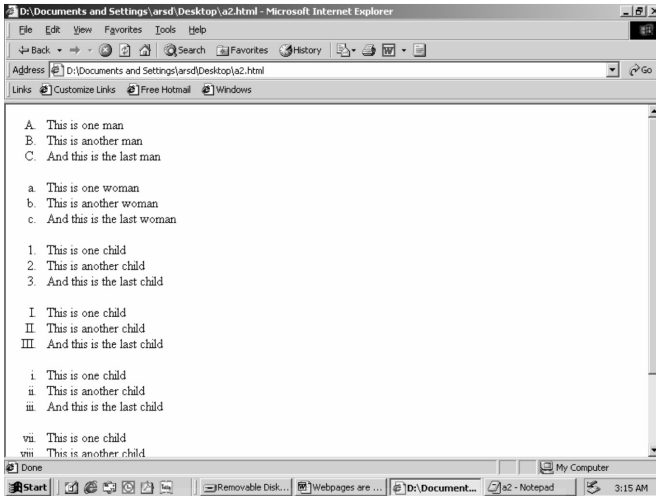 D:\Documents and Settings\arsd\Desktop\a2.html - Microsoft Internet Explorer
File Edit View Favorites Tools Help
Back Search Favorites History
Address D:\Documents and Settings\arsd\Desktop\a2.html Go
Links Customize Links Free Hotmail Windows
A. This is one man
B. This is another man
C. And this is the last man
a. This is one woman
b. This is another woman
c. And this is the last woman
1. This is one child
2. This is another child
3. And this is the last child
I. This is one child
II. This is another child
III. And this is the last child
i. This is one child
ii. This is another child
iii. And this is the last child
vii. This is one child
viii. This is another child
Done My Computer
Start Removable Disk... Webpages are ... D:\Document... a2 - Notepad 3:15 AM